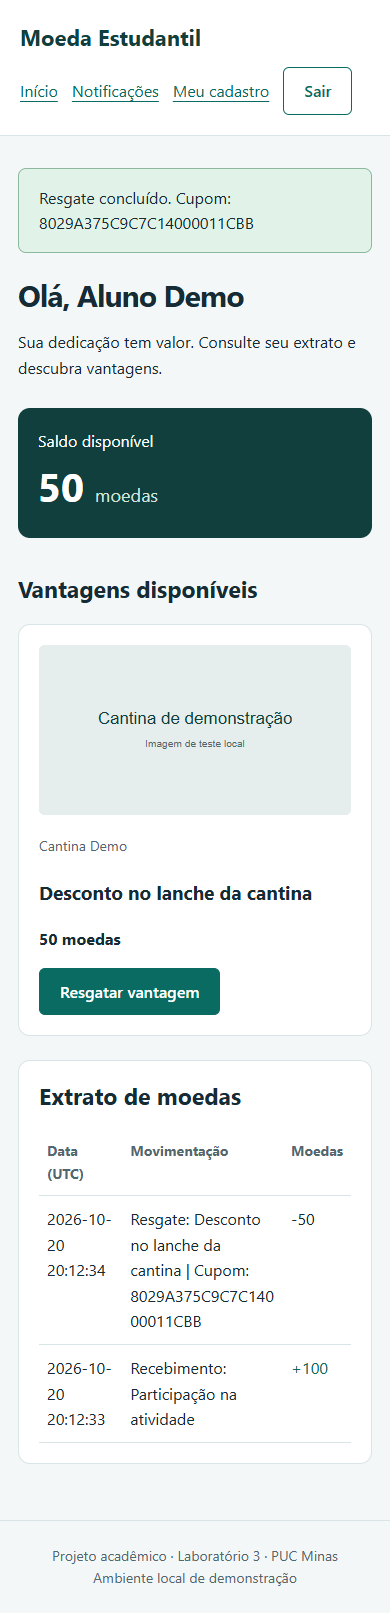 Moeda Estudantil
Início Notificações Meu cadastro Sair
Resgate concluído. Cupom:
8029A375C9C7C14000011CBB
Olá, Aluno Demo
Sua dedicação tem valor. Consulte seu extrato e
descubra vantagens.
Saldo disponível
50 moedas
Vantagens disponíveis
Cantina de demonstração
Imagem de teste local
Cantina Demo
Desconto no lanche da cantina
50 moedas
Resgatar vantagem
Extrato de moedas
Data
(UTC)
Movimentação
Moedas
2026-10-
20
20:12:34
Resgate: Desconto
no lanche da
cantina | Cupom:
8029A375C9C7C140
00011CBB
-50
2026-10-
20
20:12:33
Recebimento:
Participação na
atividade
+100
Projeto acadêmico · Laboratório 3 · PUC Minas
Ambiente local de demonstração